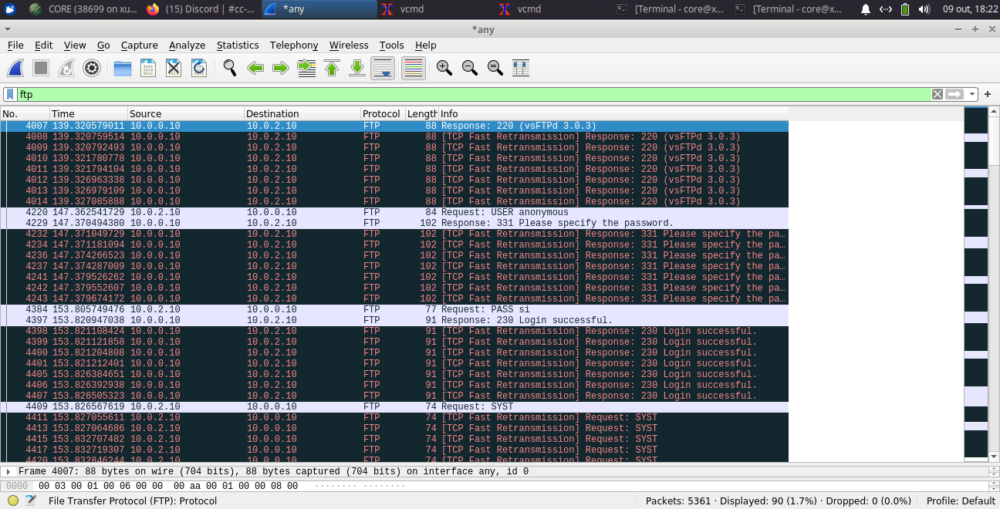 CORE (38699 on xu... (15) Discord | #cc-... *any vcmd vcmd [Terminal - core@x... [Terminal - core@x... 09 out, 18:22
*any
File Edit View Go Capture Analyze Statistics Telephony Wireless Tools Help
ftp
No. Time Source Destination Protocol Length Info
4007 139.320579011 10.0.0.10 10.0.2.10 FTP 88 Response: 220 (vsFTPd 3.0.3)
4008 139.320759514 10.0.0.10 10.0.2.10 FTP 88 [TCP Fast Retransmission] Response: 220 (vsFTPd 3.0.3)
4009 139.320792493 10.0.0.10 10.0.2.10 FTP 88 [TCP Fast Retransmission] Response: 220 (vsFTPd 3.0.3)
4010 139.321780778 10.0.0.10 10.0.2.10 FTP 88 [TCP Fast Retransmission] Response: 220 (vsFTPd 3.0.3)
4011 139.321794104 10.0.0.10 10.0.2.10 FTP 88 [TCP Fast Retransmission] Response: 220 (vsFTPd 3.0.3)
4012 139.326963338 10.0.0.10 10.0.2.10 FTP 88 [TCP Fast Retransmission] Response: 220 (vsFTPd 3.0.3)
4013 139.326979109 10.0.0.10 10.0.2.10 FTP 88 [TCP Fast Retransmission] Response: 220 (vsFTPd 3.0.3)
4014 139.327085888 10.0.0.10 10.0.2.10 FTP 88 [TCP Fast Retransmission] Response: 220 (vsFTPd 3.0.3)
4220 147.362541729 10.0.2.10 10.0.0.10 FTP 84 Request: USER anonymous
4229 147.370494380 10.0.0.10 10.0.2.10 FTP 102 Response: 331 Please specify the password.
4232 147.371049729 10.0.0.10 10.0.2.10 FTP 102 [TCP Fast Retransmission] Response: 331 Please specify the pa…
4234 147.371181094 10.0.0.10 10.0.2.10 FTP 102 [TCP Fast Retransmission] Response: 331 Please specify the pa…
4236 147.374266523 10.0.0.10 10.0.2.10 FTP 102 [TCP Fast Retransmission] Response: 331 Please specify the pa…
4237 147.374287009 10.0.0.10 10.0.2.10 FTP 102 [TCP Fast Retransmission] Response: 331 Please specify the pa…
4241 147.379526262 10.0.0.10 10.0.2.10 FTP 102 [TCP Fast Retransmission] Response: 331 Please specify the pa…
4242 147.379552607 10.0.0.10 10.0.2.10 FTP 102 [TCP Fast Retransmission] Response: 331 Please specify the pa…
4243 147.379674172 10.0.0.10 10.0.2.10 FTP 102 [TCP Fast Retransmission] Response: 331 Please specify the pa…
4384 153.805749476 10.0.2.10 10.0.0.10 FTP 77 Request: PASS si
4397 153.820947038 10.0.0.10 10.0.2.10 FTP 91 Response: 230 Login successful.
4398 153.821108424 10.0.0.10 10.0.2.10 FTP 91 [TCP Fast Retransmission] Response: 230 Login successful.
4399 153.821121858 10.0.0.10 10.0.2.10 FTP 91 [TCP Fast Retransmission] Response: 230 Login successful.
4400 153.821204808 10.0.0.10 10.0.2.10 FTP 91 [TCP Fast Retransmission] Response: 230 Login successful.
4401 153.821212401 10.0.0.10 10.0.2.10 FTP 91 [TCP Fast Retransmission] Response: 230 Login successful.
4405 153.826384651 10.0.0.10 10.0.2.10 FTP 91 [TCP Fast Retransmission] Response: 230 Login successful.
4406 153.826392938 10.0.0.10 10.0.2.10 FTP 91 [TCP Fast Retransmission] Response: 230 Login successful.
4407 153.826505323 10.0.0.10 10.0.2.10 FTP 91 [TCP Fast Retransmission] Response: 230 Login successful.
4409 153.826567619 10.0.2.10 10.0.0.10 FTP 74 Request: SYST
4411 153.827055611 10.0.2.10 10.0.0.10 FTP 74 [TCP Fast Retransmission] Request: SYST
4413 153.827064686 10.0.2.10 10.0.0.10 FTP 74 [TCP Fast Retransmission] Request: SYST
4415 153.832707482 10.0.2.10 10.0.0.10 FTP 74 [TCP Fast Retransmission] Request: SYST
4417 153.832719307 10.0.2.10 10.0.0.10 FTP 74 [TCP Fast Retransmission] Request: SYST
4420 153.832846244 10.0.2.10 10.0.0.10 FTP 74 [TCP Fast Retransmission] Request: SYST
Frame 4007: 88 bytes on wire (704 bits), 88 bytes captured (704 bits) on interface any, id 0
0000 00 03 00 01 00 06 00 00 00 aa 00 01 00 00 08 00 ········ ········
File Transfer Protocol (FTP): Protocol Packets: 5361 · Displayed: 90 (1.7%) · Dropped: 0 (0.0%) Profile: Default